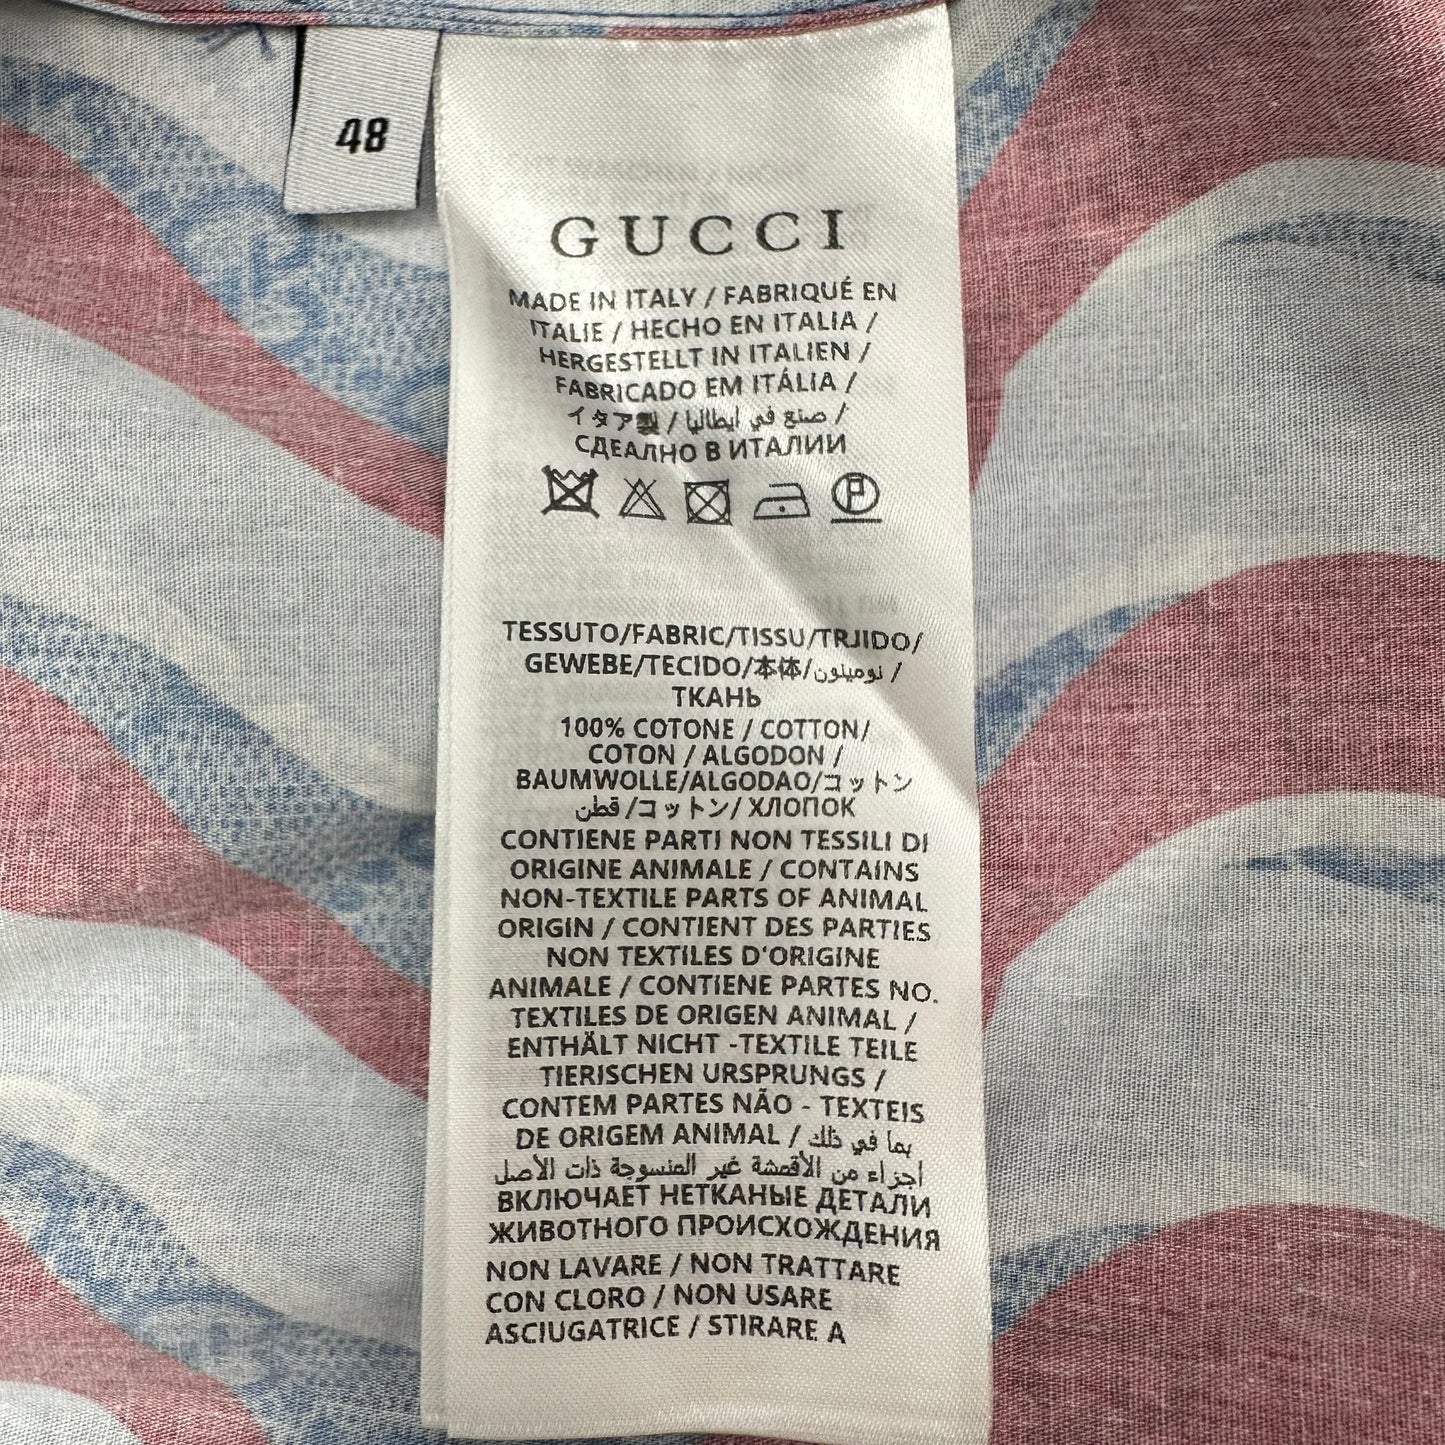 48
GUCCI
MADE IN ITALY / FABRIQUÉ EN
ITALIE / HECHO EN ITALIA /
HERGESTELLT IN ITALIEN /
FABRICADO EM ITÁLIA /
イタア製 / صنع في ايطاليا /
СДЕАЛНО В ИТАЛИИ
TESSUTO/FABRIC/TISSU/TRJIDO/
GEWEBE/TECIDO/本体/نوميلون /
ТКАНЬ
100% COTONE / COTTON/
COTON / ALGODON /
BAUMWOLLE/ALGODAO/コットン
قطن /コットン/ ХЛОПОК
CONTIENE PARTI NON TESSILI DI
ORIGINE ANIMALE / CONTAINS
NON-TEXTILE PARTS OF ANIMAL
ORIGIN / CONTIENT DES PARTIES
NON TEXTILES D'ORIGINE
ANIMALE / CONTIENE PARTES NO.
TEXTILES DE ORIGEN ANIMAL /
ENTHÄLT NICHT -TEXTILE TEILE
TIERISCHEN URSPRUNGS /
CONTEM PARTES NÃO - TEXTEIS
DE ORIGEM ANIMAL / بما في ذلك
أجزاء من الأقمشة غير المنسوجة ذات الأصل
ВКЛЮЧАЕТ НЕТКАНЫЕ ДЕТАЛИ
ЖИВОТНОГО ПРОИСХОЖДЕНИЯ
NON LAVARE / NON TRATTARE
CON CLORO / NON USARE
ASCIUGATRICE / STIRARE A